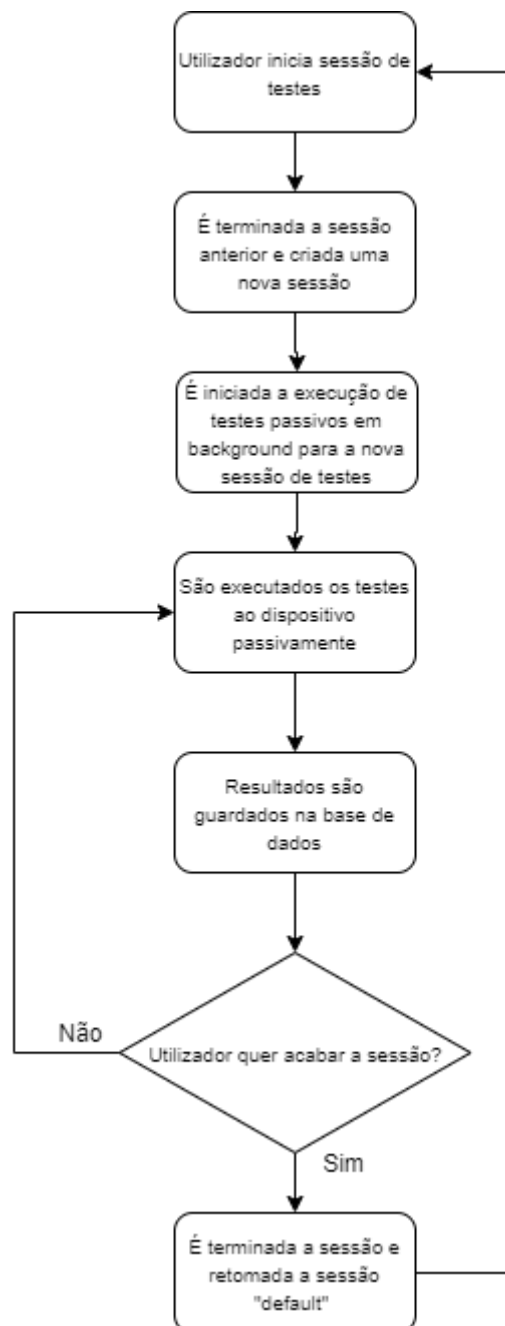 Utilizador inicia sessão de
testes
É terminada a sessão
anterior e criada uma
nova sessão
É iniciada a execução de
testes passivos em
background para a nova
sessão de testes
São executados os testes
ao dispositivo
passivamente
Resultados são
guardados na base de
dados
Não
Utilizador quer acabar a sessão?
Sim
É terminada a sessão e
retomada a sessão
"default"